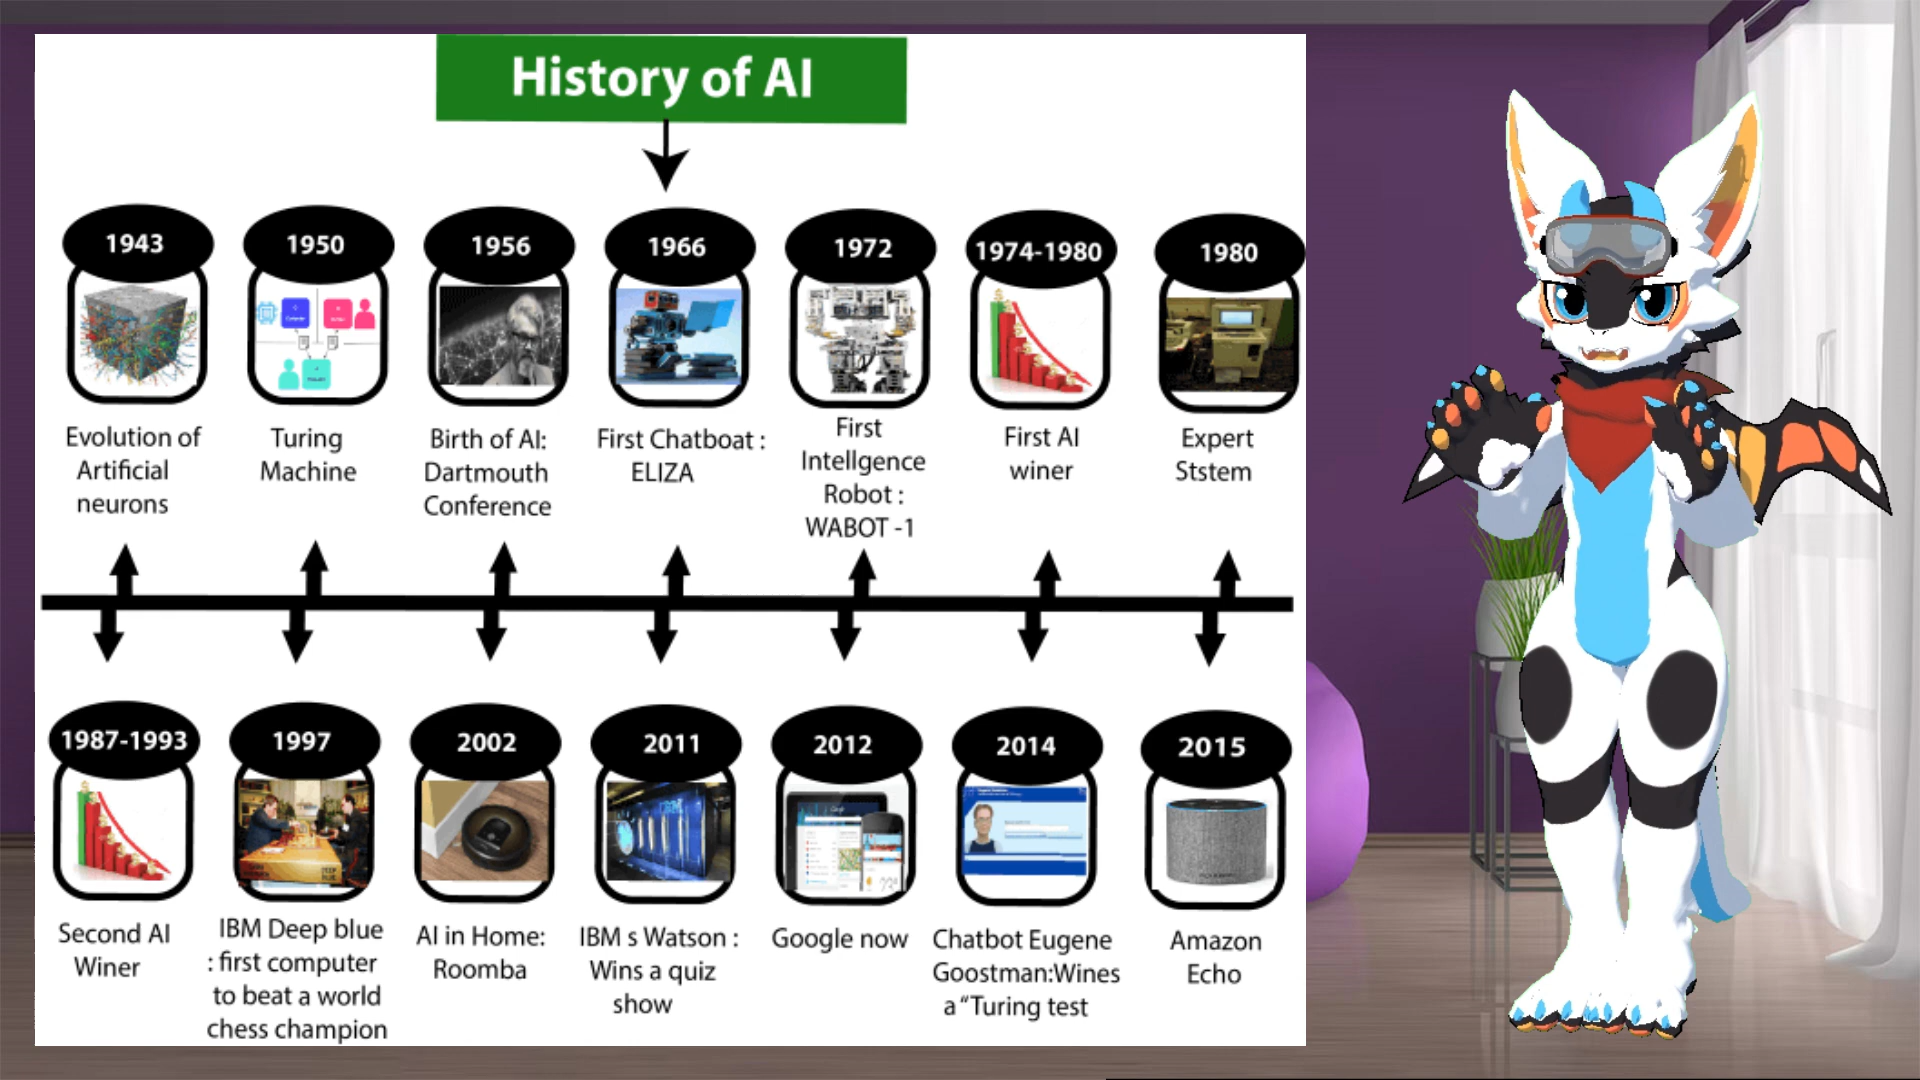 History of AI
1943
1950
1956
1966
1972
1974-1980
1980
Evolution of
Artificial
neurons
Turing
Machine
Birth of AI:
Dartmouth
Conference
First Chatboat :
ELIZA
First
Intellgence
Robot :
WABOT -1
First AI
winer
Expert
Ststem
1987-1993
1997
2002
2011
2012
2014
2015
IBM
Second AI
Winer
IBM Deep blue
: first computer
to beat a world
chess champion
AI in Home:
Roomba
IBM s Watson :
Wins a quiz
show
Google now
Chatbot Eugene
Goostman:Wines
a “Turing test
Amazon
Echo